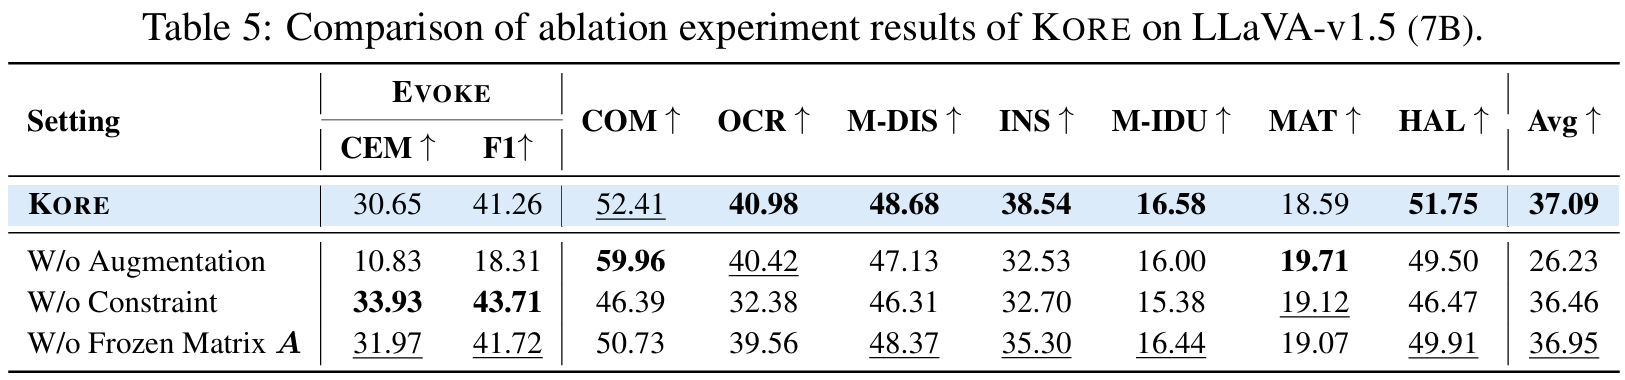 Table 5: Comparison of ablation experiment results of KORE on LLaVA-v1.5 (7B).
Setting EVOKE COM ↑ OCR ↑ M-DIS ↑ INS ↑ M-IDU ↑ MAT ↑ HAL ↑ Avg ↑
CEM ↑ F1↑
KORE 30.65 41.26 52.41 40.98 48.68 38.54 16.58 18.59 51.75 37.09
W/o Augmentation 10.83 18.31 59.96 40.42 47.13 32.53 16.00 19.71 49.50 26.23
W/o Constraint 33.93 43.71 46.39 32.38 46.31 32.70 15.38 19.12 46.47 36.46
W/o Frozen Matrix A 31.97 41.72 50.73 39.56 48.37 35.30 16.44 19.07 49.91 36.95